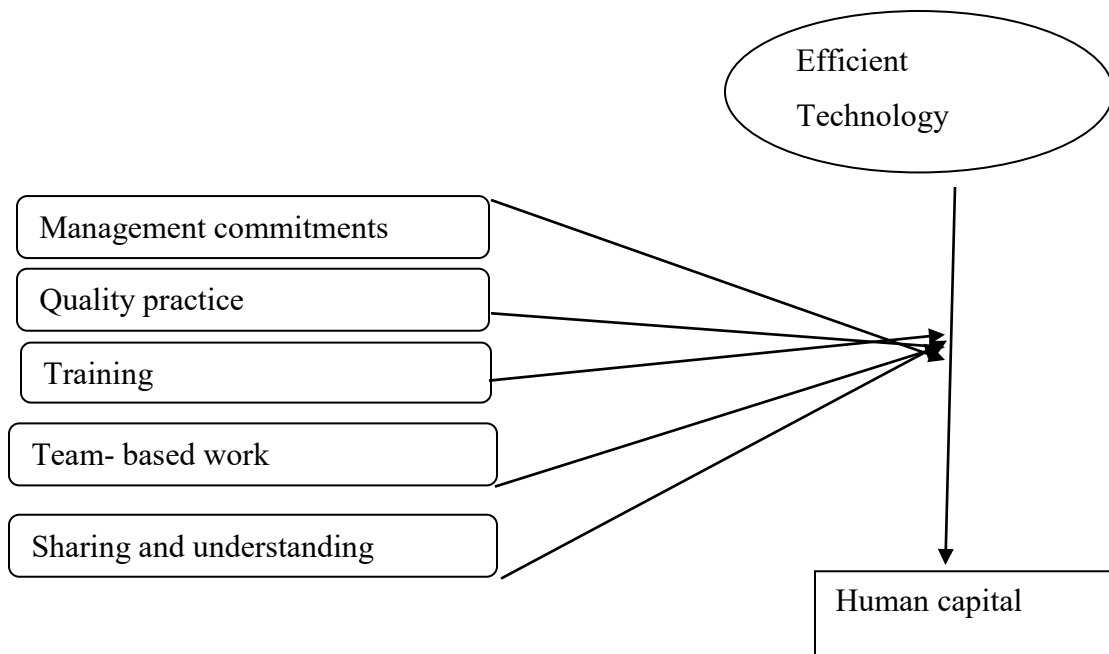 Efficient
Technology
Management commitments
Quality practice
Training
Team- based work
Sharing and understanding
Human capital